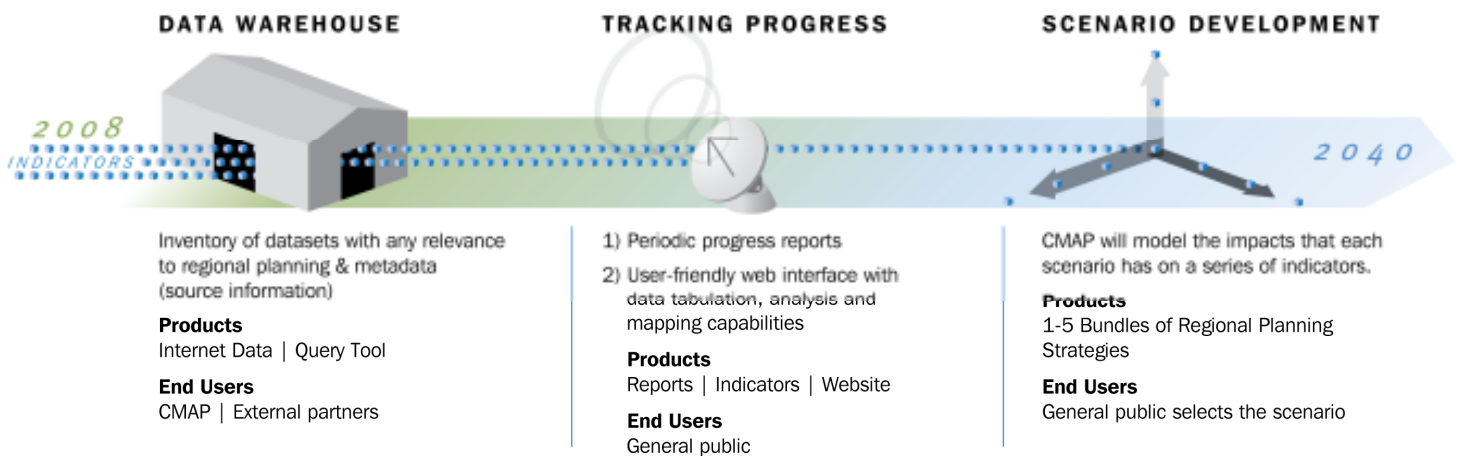 DATA WAREHOUSE
2008
INDICATORS
Inventory of datasets with any relevance
to regional planning & metadata
(source information)
Products
Internet Data | Query Tool
End Users
CMAP | External partners
TRACKING PROGRESS
1) Periodic progress reports
2) User-friendly web interface with
data tabulation, analysis and
mapping capabilities
Products
Reports | Indicators | Website
End Users
General public
SCENARIO DEVELOPMENT
2040
CMAP will model the impacts that each
scenario has on a series of indicators.
Products
1-5 Bundles of Regional Planning
Strategies
End Users
General public selects the scenario